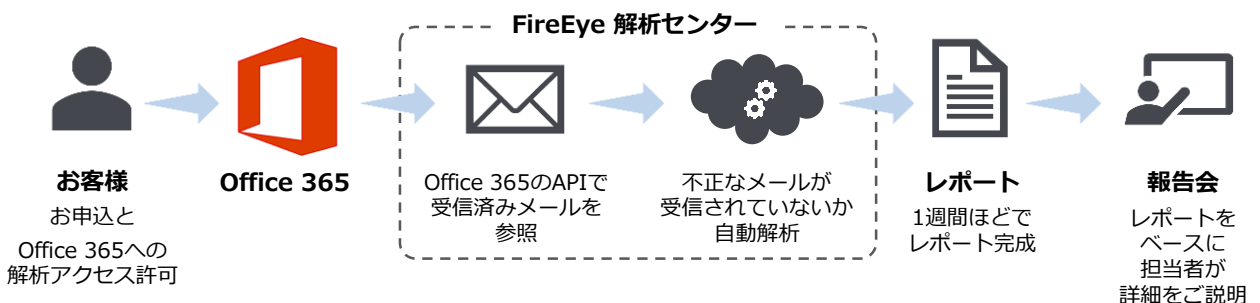 FireEye 解析センター
お客様
お申込と
Office 365への
解析アクセス許可
Office 365
Office 365のAPIで
受信済みメールを
参照
不正なメールが
受信されていないか
自動解析
レポート
1週間ほどで
レポート完成
報告会
レポートを
ベースに
担当者が
詳細をご説明